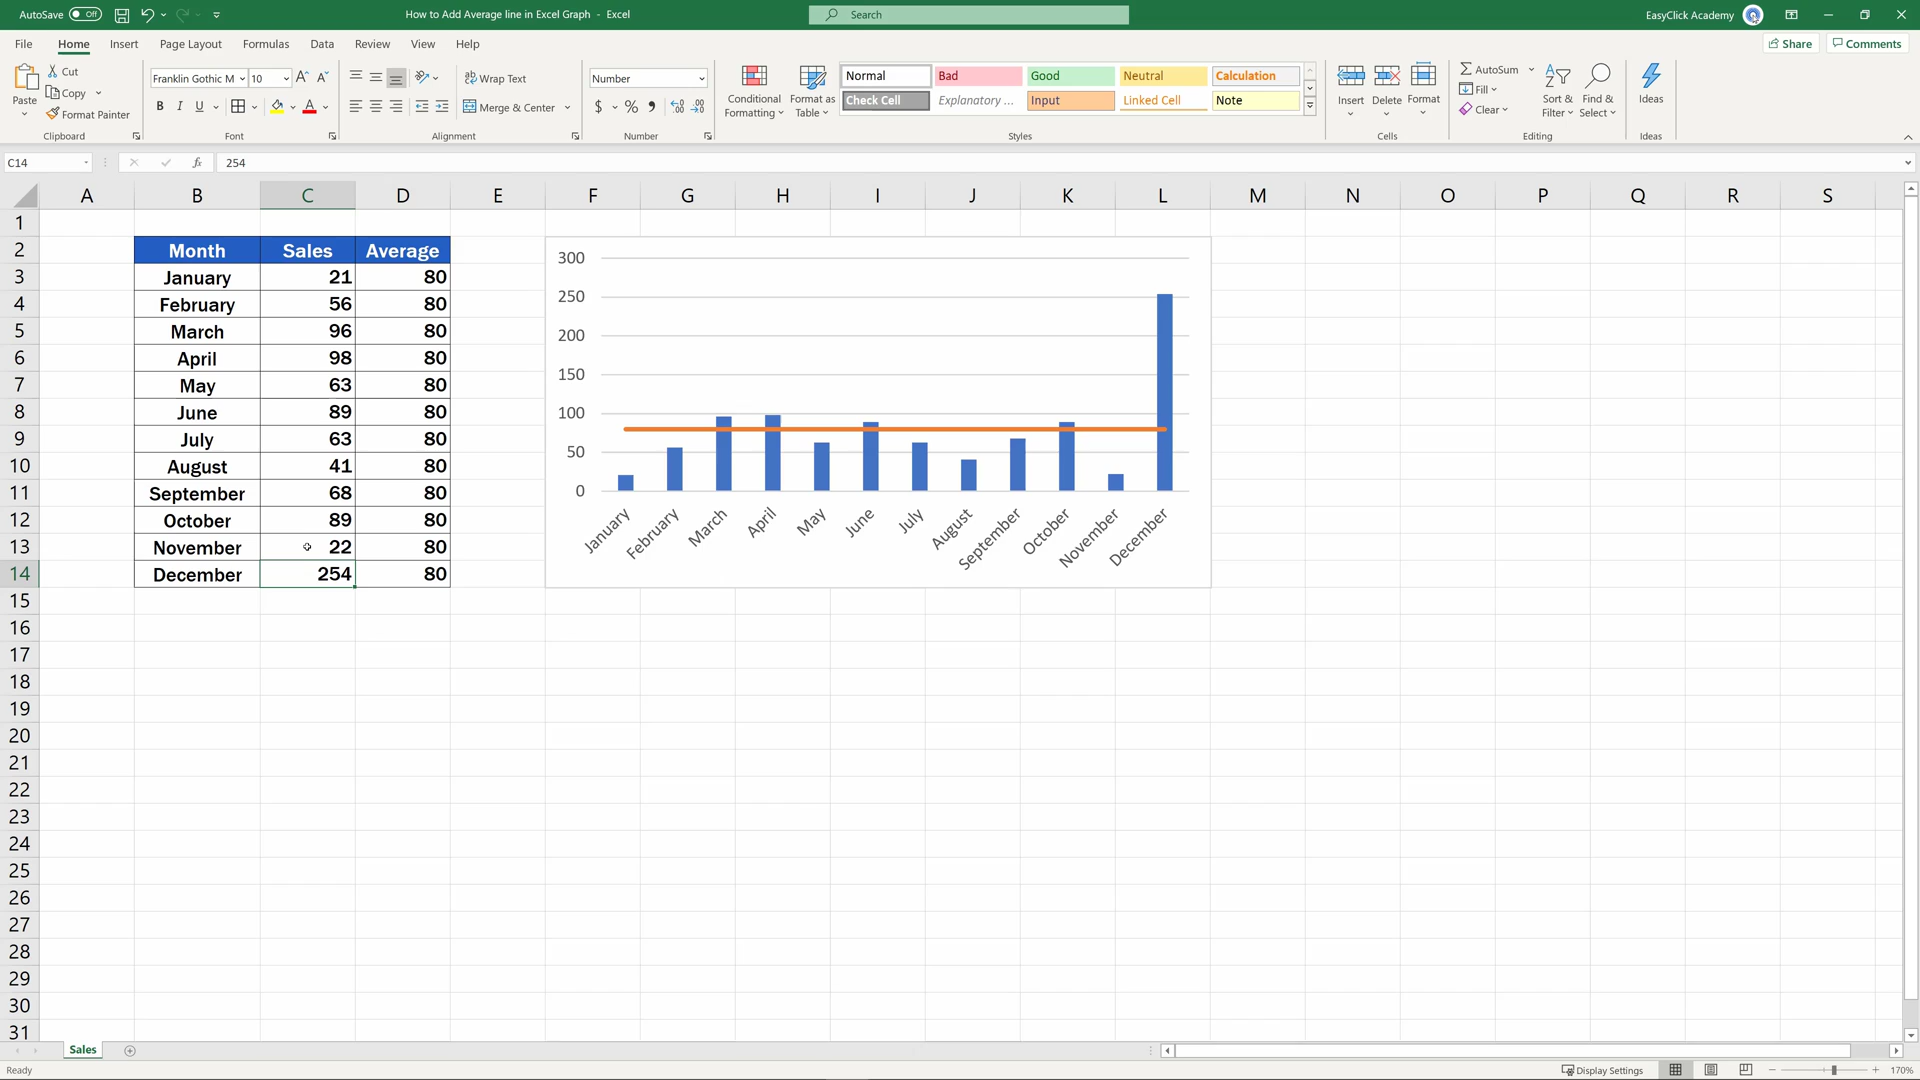 AutoSave Off How to Add Average line in Excel Graph - Excel Search EasyClick Academy
File Home Insert Page Layout Formulas Data Review View Help Share Comments
Paste Cut Copy Format Painter
Clipboard
Franklin Gothic M 10
B I U A
Font
Wrap Text
Merge & Center
Alignment
Number
$ %
Number
Conditional Formatting
Format as Table
Normal Bad Good Neutral Calculation
Check Cell Explanatory ... Input Linked Cell Note
Styles
Insert Delete Format
Cells
AutoSum
Fill
Clear
Sort & Filter
Find & Select
Editing
Ideas
Ideas
C14 fx 254
A B C D E F G H I J K L M N O P Q R S
1
2 Month Sales Average
3 January 21 80
4 February 56 80
5 March 96 80
6 April 98 80
7 May 63 80
8 June 89 80
9 July 63 80
10 August 41 80
11 September 68 80
12 October 89 80
13 November 22 80
14 December 254 80
15
16
17
18
19
20
21
22
23
24
25
26
27
28
29
30
31
300
250
200
150
100
50
0
January February March April May June July August September October November December
Sales
Ready Display Settings 170%